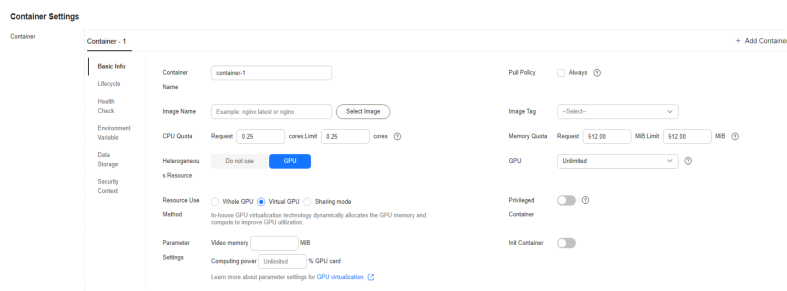 Container Settings
Container
Container - 1
+ Add Container
Basic Info
Lifecycle
Health
Check
Environment
Variable
Data
Storage
Security
Context
Container
Name
container-1
Pull Policy
Always ?
Image Name
Example: nginx:latest or nginx
Select Image
Image Tag
--Select--
CPU Quota
Request 0.25 cores;Limit 0.25 cores ?
Memory Quota
Request 512.00 MiB;Limit 512.00 MiB ?
Heterogeneou
s Resource
Do not use
GPU
GPU
Unlimited
?
Resource Use
Method
Whole GPU Virtual GPU Sharing mode
In-house GPU virtualization technology dynamically allocates the GPU memory and
compute to improve GPU utilization.
Privileged
Container
?
Parameter
Settings
Video memory MiB
Computing power Unlimited % GPU card
Learn more about parameter settings for GPU virtualization.
Init Container